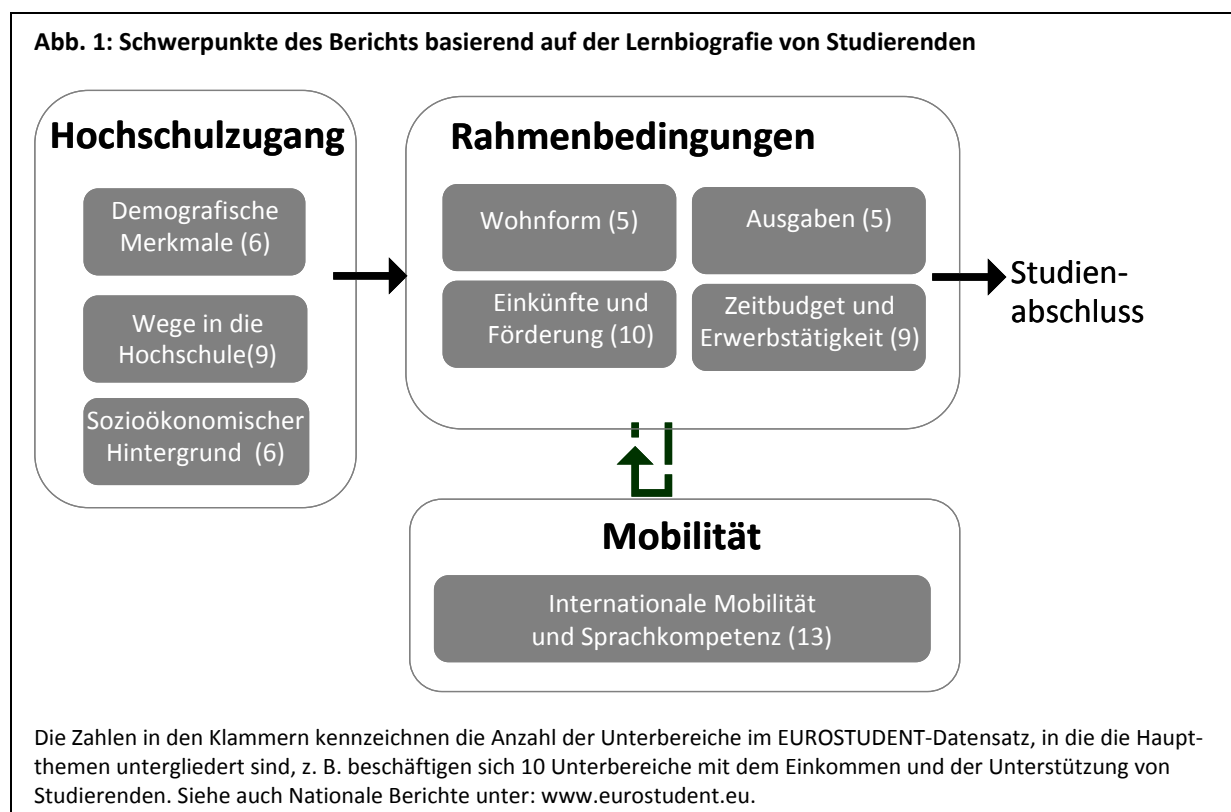 Abb. 1: Schwerpunkte des Berichts basierend auf der Lernbiografie von Studierenden
Hochschulzugang
Demografische
Merkmale (6)
Wege in die
Hochschule(9)
Sozioökonomischer
Hintergrund (6)
Rahmenbedingungen
Wohnform (5)
Ausgaben (5)
Einkünfte und
Förderung (10)
Zeitbudget und
Erwerbstätigkeit (9)
Studien-
abschluss
Mobilität
Internationale Mobilität
und Sprachkompetenz (13)
Die Zahlen in den Klammern kennzeichnen die Anzahl der Unterbereiche im EUROSTUDENT-Datensatz, in die die Haupt-
themen untergliedert sind, z. B. beschäftigen sich 10 Unterbereiche mit dem Einkommen und der Unterstützung von
Studierenden. Siehe auch Nationale Berichte unter: www.eurostudent.eu.